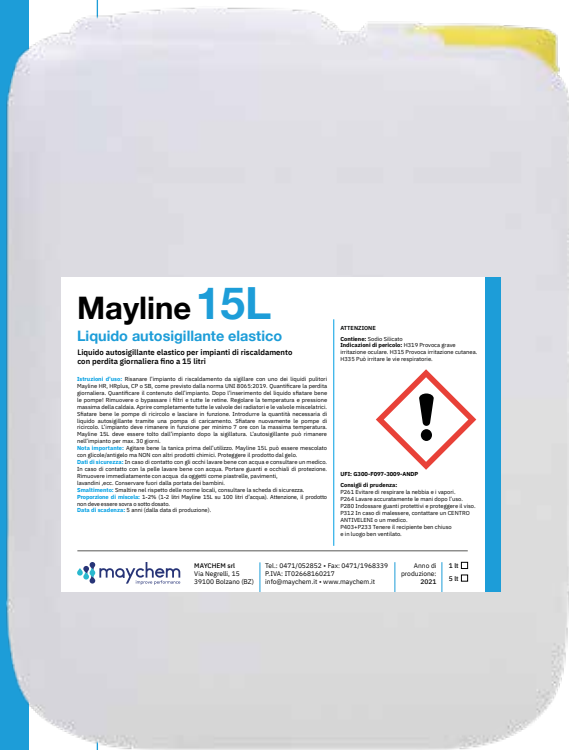 Mayline 15L
Liquido autosigillante elastico
Liquido autosigillante elastico per impianti di riscaldamento
con perdita giornaliera fino a 15 litri
Istruzioni d'uso: Risanare l'impianto di riscaldamento da sigillare con uno dei liquidi pulitori
Mayline HR, HRplus, CP o SB, come previsto dalla norma UNI 8065:2019. Quantificare la perdita
giornaliera. Quantificare il contenuto dell'impianto. Dopo l'inserimento del liquido sfiatare bene
le pompe! Rimuovere o bypassare i filtri e tutte le retine. Regolare la temperatura e pressione
massima della caldaia. Aprire completamente tutte le valvole dei radiatori e le valvole miscelatrici.
Sfiatare bene le pompe di ricircolo e lasciare in funzione. Introdurre la quantità necessaria di
liquido autosigillante tramite una pompa di caricamento. Sfiatare nuovamente le pompe di
ricircolo. L'impianto deve rimanere in funzione per minimo 7 ore con la massima temperatura.
Mayline 15L deve essere tolto dall'impianto dopo la sigillatura. L'autosigillante può rimanere
nell'impianto per max. 30 giorni.
Nota importante: Agitare bene la tanica prima dell'utilizzo. Mayline 15L può essere mescolato
con glicole/antigelo ma NON con altri prodotti chimici. Proteggere il prodotto dal gelo.
Dati di sicurezza: In caso di contatto con gli occhi lavare bene con acqua e consultare un medico.
In caso di contatto con la pelle lavare bene con acqua. Portare guanti e occhiali di protezione.
Rimuovere immediatamente con acqua da oggetti come piastrelle, pavimenti,
lavandini ,ecc. Conservare fuori dalla portata dei bambini.
Smaltimento: Smaltire nel rispetto delle norme locali, consultare la scheda di sicurezza.
Proporzione di miscela: 1-2% (1-2 litri Mayline 15L su 100 litri d'acqua). Attenzione, il prodotto
non deve essere sovra o sotto dosato.
Data di scadenza: 5 anni (dalla data di produzione).
ATTENZIONE
Contiene: Sodio Silicato
Indicazioni di pericolo: H319 Provoca grave
irritazione oculare. H315 Provoca irritazione cutanea.
H335 Può irritare le vie respiratorie.
UFI: G300-F097-3009-ANDP
Consigli di prudenza:
P261 Evitare di respirare la nebbia e i vapori.
P264 Lavare accuratamente le mani dopo l'uso.
P280 Indossare guanti protettivi e proteggere il viso.
P312 In caso di malessere, contattare un CENTRO
ANTIVELENI o un medico.
P403+P233 Tenere il recipiente ben chiuso
e in luogo ben ventilato.
maychem
improve performance
MAYCHEM srl
Via Negrelli, 15
39100 Bolzano (BZ)
Tel.: 0471/052852 • Fax: 0471/1968339
P.IVA: IT02668160217
info@maychem.it • www.maychem.it
Anno di
produzione:
2021
1 lt
5 lt